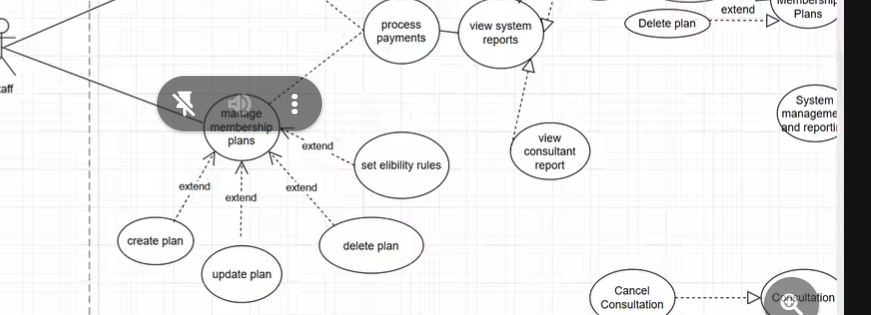 process
payments
view system
reports
Delete plan
extend
Membership
Plans
aff
manage
membership
plans
extend
set elibility rules
view
consultant
report
System
manageme
and reporti
extend
extend
extend
create plan
update plan
delete plan
Cancel
Consultation
Consultation